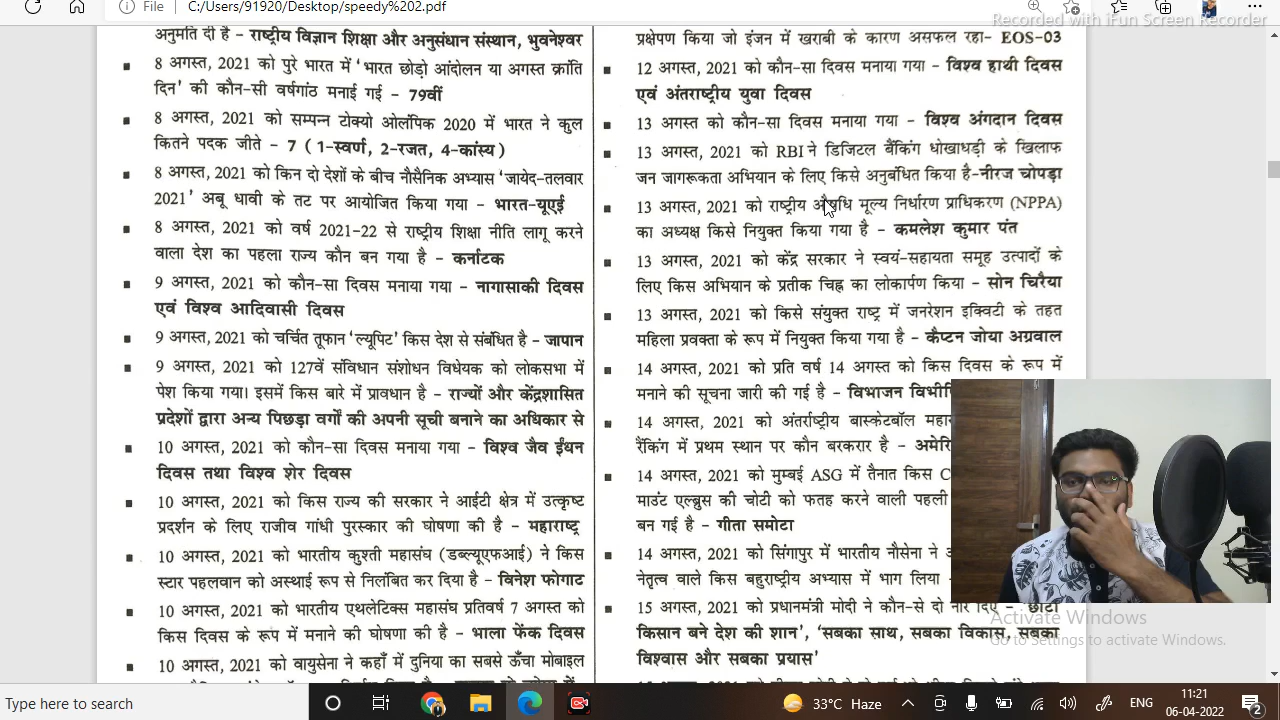 File
C:/Users/91920/Desktop/speedy%202.pdf
Recorded with iFun Screen Recorder
अनुमति दी है - राष्ट्रीय विज्ञान शिक्षा और अनुसंधान संस्थान, भुवनेश्वर
8 अगस्त, 2021 को पुरे भारत में 'भारत छोड़ो आंदोलन या अगस्त क्रांति
दिन' की कौन-सी वर्षगांठ मनाई गई - 79वीं
8 अगस्त, 2021 को सम्पन्न टोक्यो ओलंपिक 2020 में भारत ने कुल
कितने पदक जीते - 7 (1-स्वर्ण, 2-रजत, 4-कांस्य)
8 अगस्त, 2021 को किन दो देशों के बीच नौसैनिक अभ्यास 'जायेद-तलवार
2021' अबू धावी के तट पर आयोजित किया गया - भारत-यूएई
8 अगस्त, 2021 को वर्ष 2021-22 से राष्ट्रीय शिक्षा नीति लागू करने
वाला देश का पहला राज्य कौन बन गया है - कर्नाटक
9 अगस्त, 2021 को कौन-सा दिवस मनाया गया - नागासाकी दिवस
एवं विश्व आदिवासी दिवस
9 अगस्त, 2021 को चर्चित तूफान 'ल्यूपिट' किस देश से संबंधित है - जापान
9 अगस्त, 2021 को 127वें संविधान संशोधन विधेयक को लोकसभा में
पेश किया गया। इसमें किस बारे में प्रावधान है - राज्यों और केंद्रशासित
प्रदेशों द्वारा अन्य पिछड़ा वर्गों की अपनी सूची बनाने का अधिकार से
10 अगस्त, 2021 को कौन-सा दिवस मनाया गया - विश्व जैव ईंधन
दिवस तथा विश्व शेर दिवस
10 अगस्त, 2021 को किस राज्य की सरकार ने आईटी क्षेत्र में उत्कृष्ट
प्रदर्शन के लिए राजीव गांधी पुरस्कार की घोषणा की है - महाराष्ट्र
10 अगस्त, 2021 को भारतीय कुश्ती महासंघ (डब्ल्यूएफआई) ने किस
स्टार पहलवान को अस्थाई रूप से निलंबित कर दिया है - विनेश फोगाट
10 अगस्त, 2021 को भारतीय एथलेटिक्स महासंघ प्रतिवर्ष 7 अगस्त को
किस दिवस के रूप में मनाने की घोषणा की है - भाला फेंक दिवस
10 अगस्त, 2021 को वायुसेना ने कहाँ में दुनिया का सबसे ऊँचा मोबाइल
प्रक्षेपण किया जो इंजन में खराबी के कारण असफल रहा- EOS-03
12 अगस्त, 2021 को कौन-सा दिवस मनाया गया - विश्व हाथी दिवस
एवं अंतराष्ट्रीय युवा दिवस
13 अगस्त को कौन-सा दिवस मनाया गया - विश्व अंगदान दिवस
13 अगस्त, 2021 को RBI ने डिजिटल बैंकिंग धोखाधड़ी के खिलाफ
जन जागरूकता अभियान के लिए किसे अनुबंधित किया है-नीरज चोपड़ा
13 अगस्त, 2021 को राष्ट्रीय औषधि मूल्य निर्धारण प्राधिकरण (NPPA)
का अध्यक्ष किसे नियुक्त किया गया है - कमलेश कुमार पंत
13 अगस्त, 2021 को केंद्र सरकार ने स्वयं-सहायता समूह उत्पादों के
लिए किस अभियान के प्रतीक चिह्न का लोकार्पण किया - सोन चिरैया
13 अगस्त, 2021 को किसे संयुक्त राष्ट्र में जनरेशन इक्विटी के तहत
महिला प्रवक्ता के रूप में नियुक्त किया गया है - कैप्टन जोया अग्रवाल
14 अगस्त, 2021 को प्रति वर्ष 14 अगस्त को किस दिवस के रूप में
मनाने की सूचना जारी की गई है - विभाजन
14 अगस्त, 2021 को अंतर्राष्ट्रीय बास्केटबॉल
रैंकिंग में प्रथम स्थान पर कौन बरकरार है -
14 अगस्त, 2021 को मुम्बई ASG में तैनात किस
माउंट एल्ब्रुस की चोटी को फतह करने वाली पहली
बन गई है - गीता समोटा
14 अगस्त, 2021 को सिंगापुर में भारतीय नौसेना ने
नेतृत्व वाले किस बहुराष्ट्रीय अभ्यास में भाग लिया
15 अगस्त, 2021 को प्रधानमंत्री मोदी ने कौन-से दो नारे दिए -
किसान बने देश की शान', 'सबका साथ, सबका विकास, सबका
विश्वास और सबका प्रयास'
Activate Windows
Go to Settings to activate Windows.
Type here to search
33°C Haze
ENG
11:21
06-04-2022
2